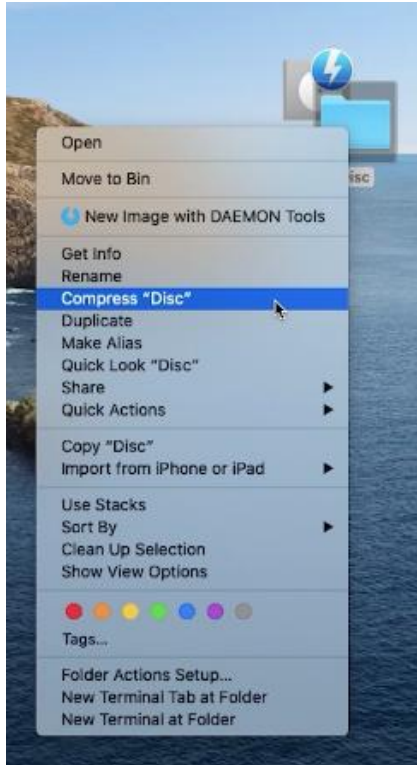 isc
Open
Move to Bin
New Image with DAEMON Tools
Get Info
Rename
Compress “Disc”
Duplicate
Make Alias
Quick Look “Disc”
Share
Quick Actions
Copy “Disc”
Import from iPhone or iPad
Use Stacks
Sort By
Clean Up Selection
Show View Options
Tags...
Folder Actions Setup...
New Terminal Tab at Folder
New Terminal at Folder